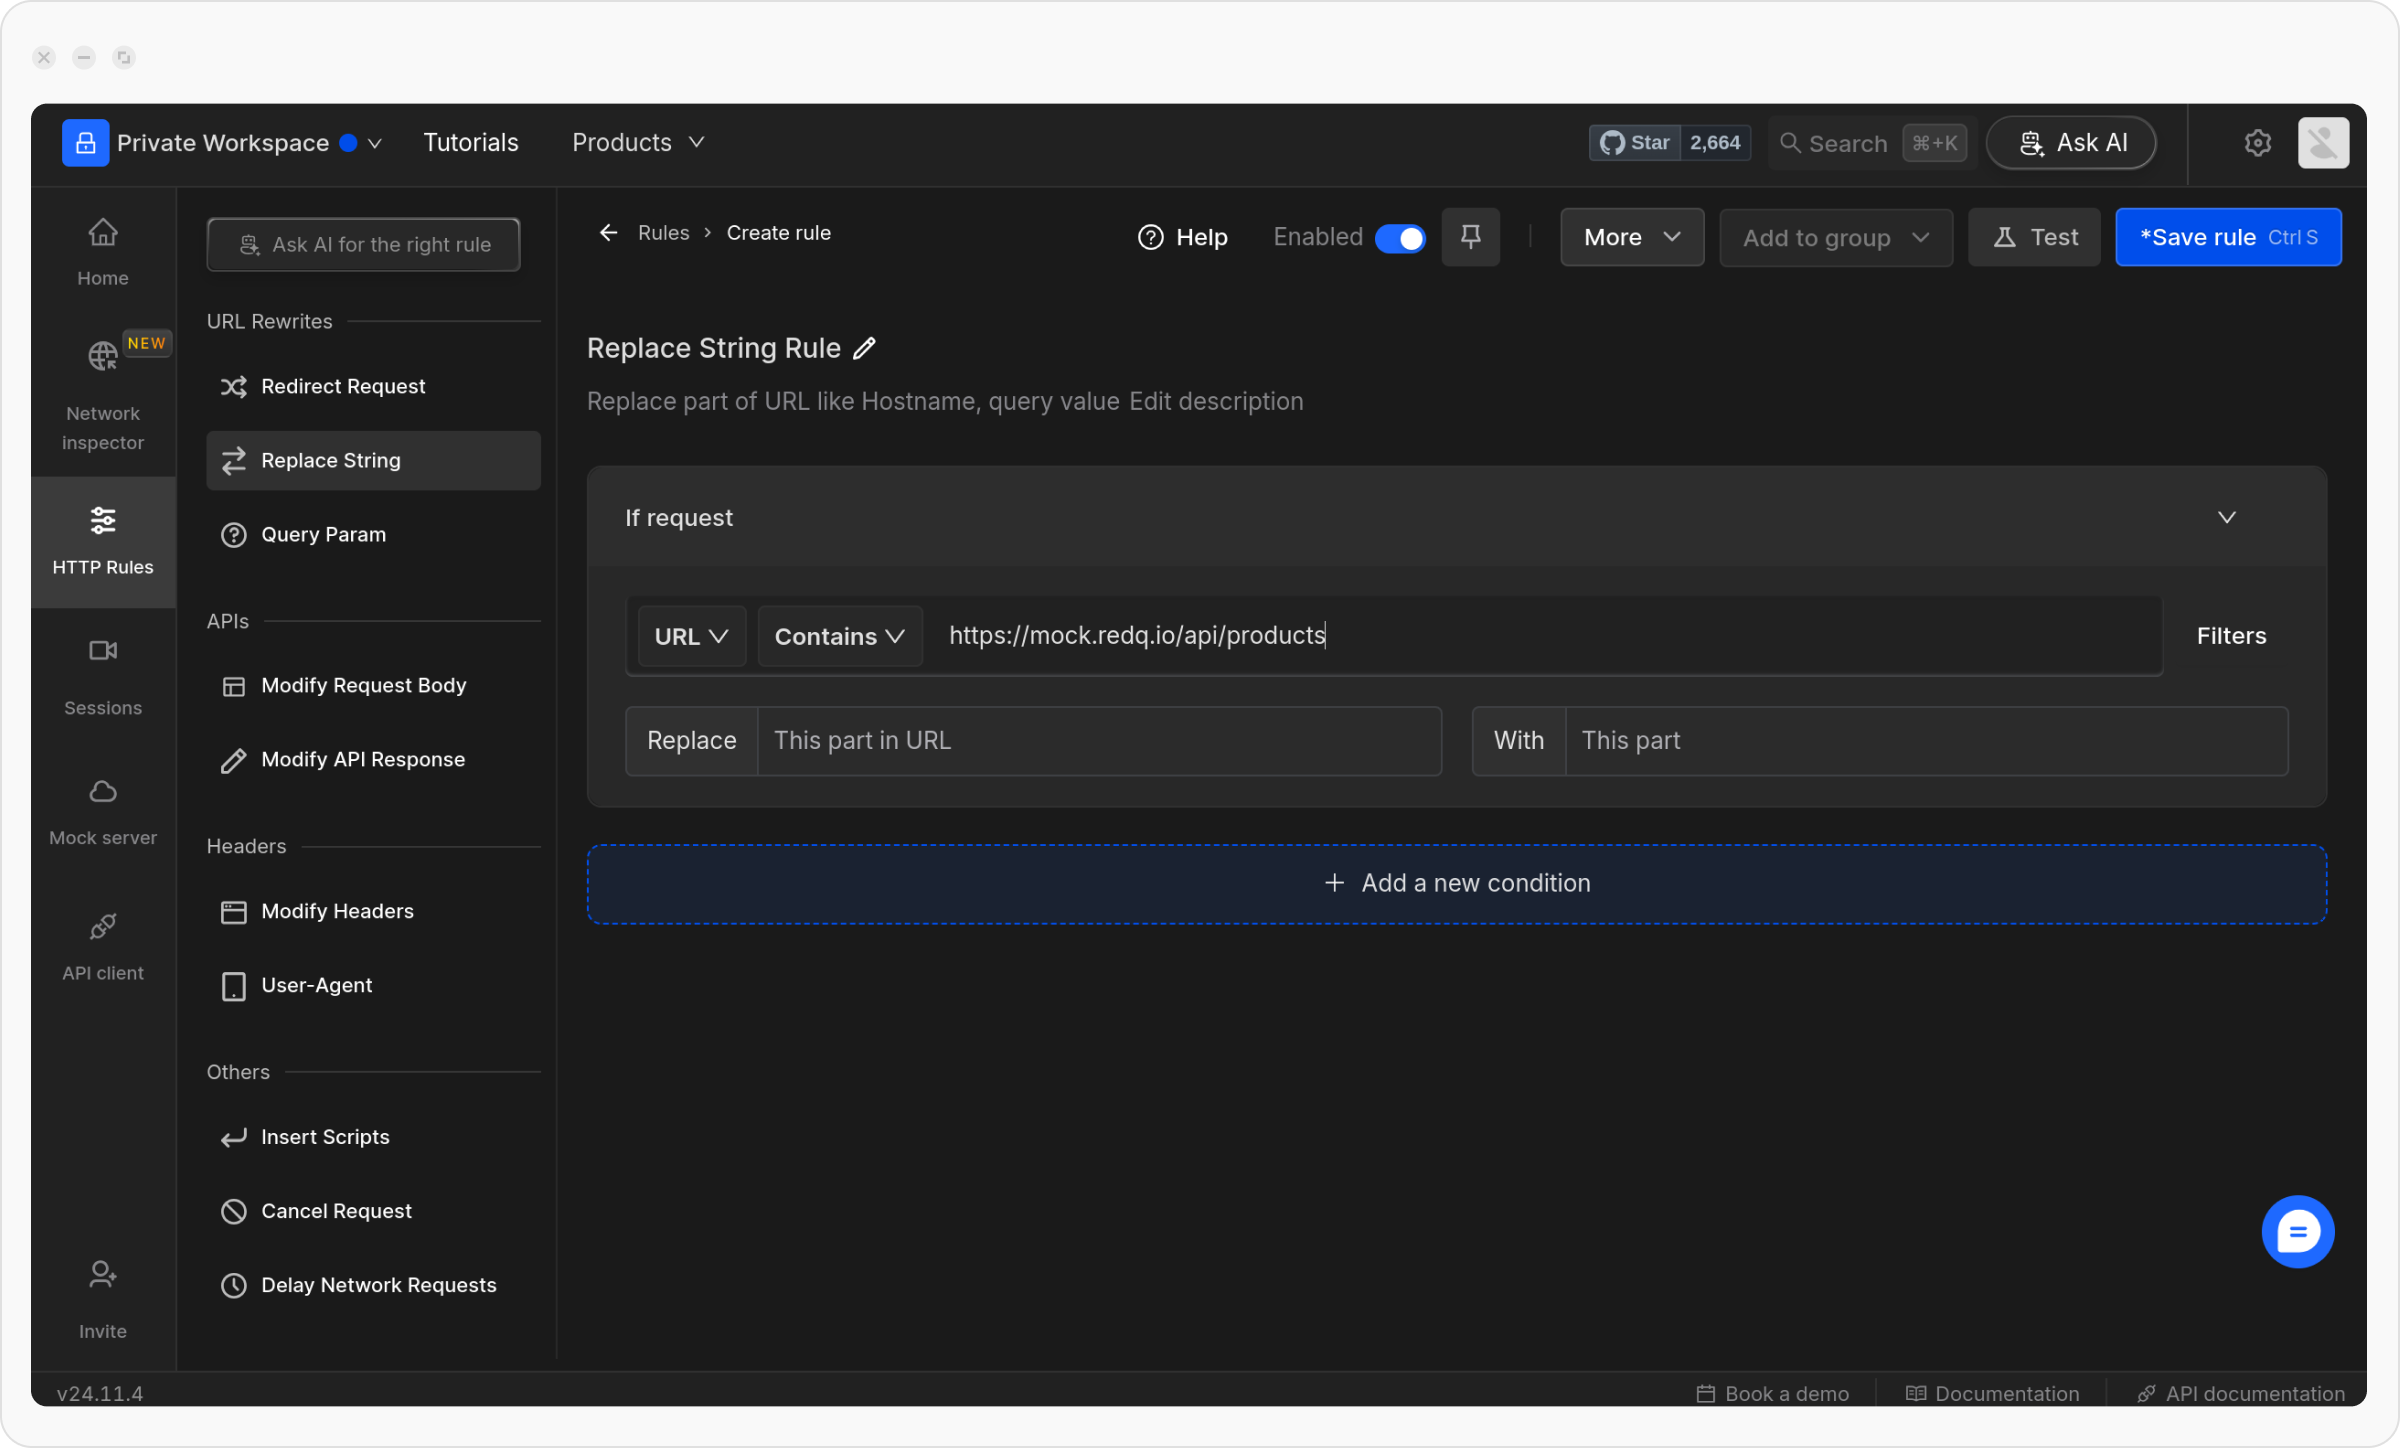 Private Workspace
Tutorials
Products
Star 2,664
Search ⌘+K
Ask AI
Home
NEW
Network
inspector
HTTP Rules
Sessions
Mock server
API client
Invite
Ask AI for the right rule
URL Rewrites
Redirect Request
Replace String
Query Param
APIs
Modify Request Body
Modify API Response
Headers
Modify Headers
User-Agent
Others
Insert Scripts
Cancel Request
Delay Network Requests
Rules > Create rule
Help
Enabled
More
Add to group
Test
*Save rule Ctrl S
Replace String Rule
Replace part of URL like Hostname, query value Edit description
If request
URL Contains https://mock.redq.io/api/products
Filters
Replace This part in URL
With This part
+ Add a new condition
v24.11.4
Book a demo
Documentation
API documentation